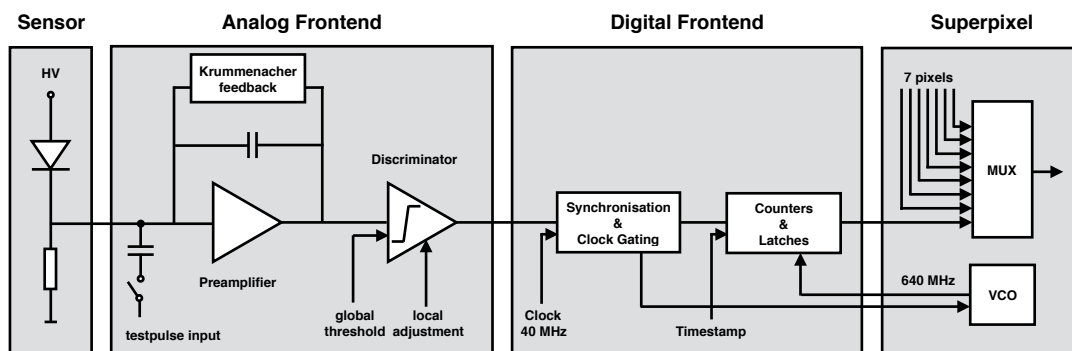 Sensor
Analog Frontend
Digital Frontend
Superpixel
HV
Krummenacher
feedback
Discriminator
Preamplifier
testpulse input
global
threshold
local
adjustment
Synchronisation
&
Clock Gating
Counters
&
Latches
Clock
40 MHz
Timestamp
7 pixels
MUX
640 MHz
VCO